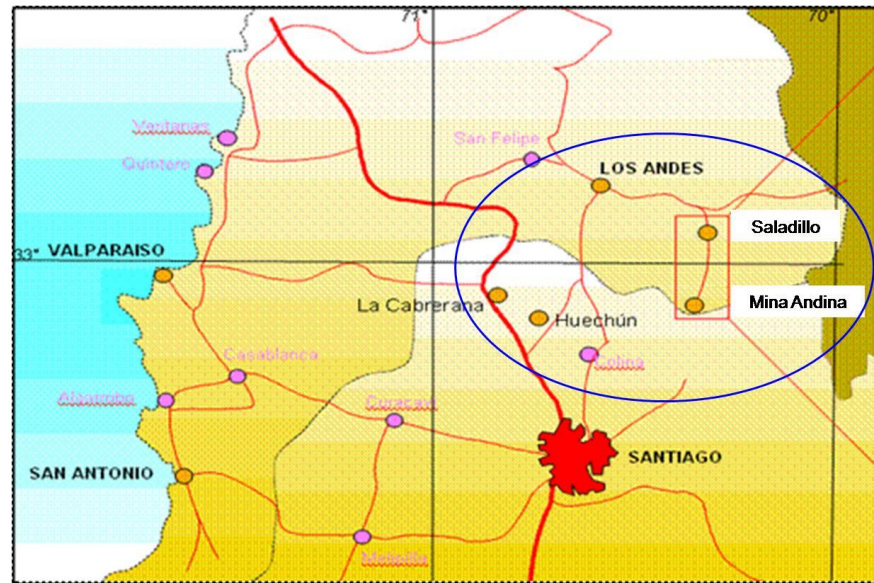 71°
70°
Ventanas
San Felipe
Quintero
LOS ANDES
Saladillo
33°
VALPARAISO
La Cabrerana
Mina Andina
Huechún
Casablanca
Colina
Algarrobo
Curacaví
SAN ANTONIO
SANTIAGO
Melipilla